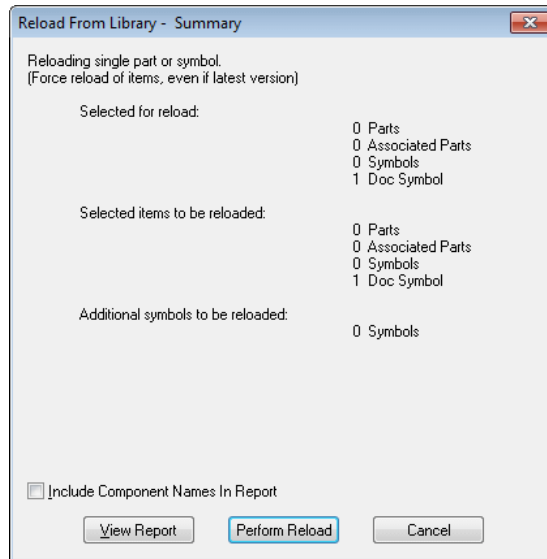 Reload From Library -  Summary
Reloading single part or symbol.
(Force reload of items, even if latest version)
Selected for reload:
0  Parts
0  Associated Parts
0  Symbols
1  Doc Symbol
Selected items to be reloaded:
0  Parts
0  Associated Parts
0  Symbols
1  Doc Symbol
Additional symbols to be reloaded:
0  Symbols
Include Component Names In Report
View Report Perform Reload Cancel